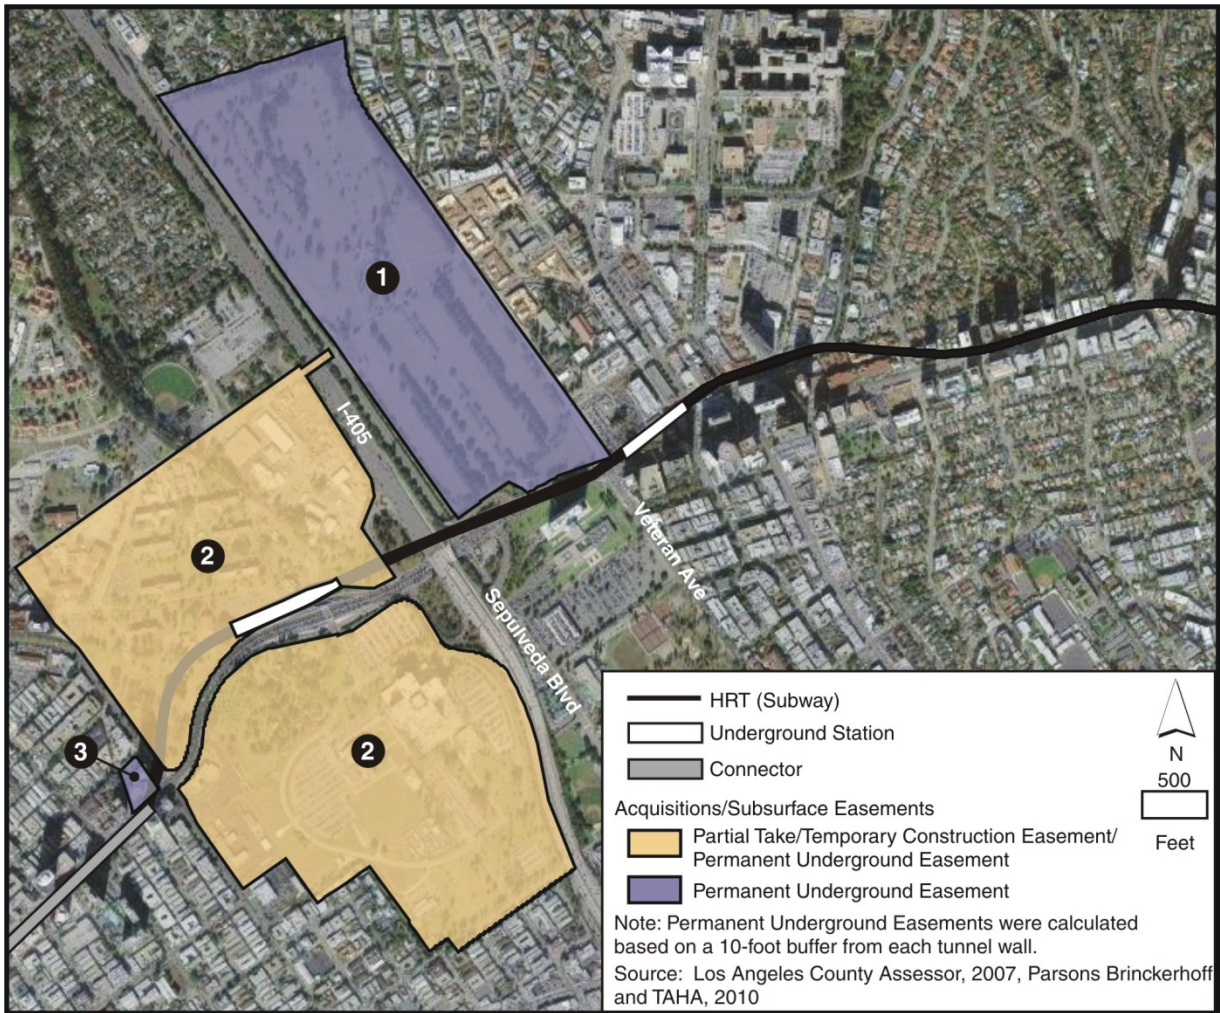 1
I-405
2
Veteran Ave
Sepulveda Blvd
2
3
HRT (Subway)
Underground Station
Connector
N
500
Feet
Acquisitions/Subsurface Easements
Partial Take/Temporary Construction Easement/
Permanent Underground Easement
Permanent Underground Easement
Note: Permanent Underground Easements were calculated
based on a 10-foot buffer from each tunnel wall.
Source: Los Angeles County Assessor, 2007, Parsons Brinckerhoff
and TAHA, 2010